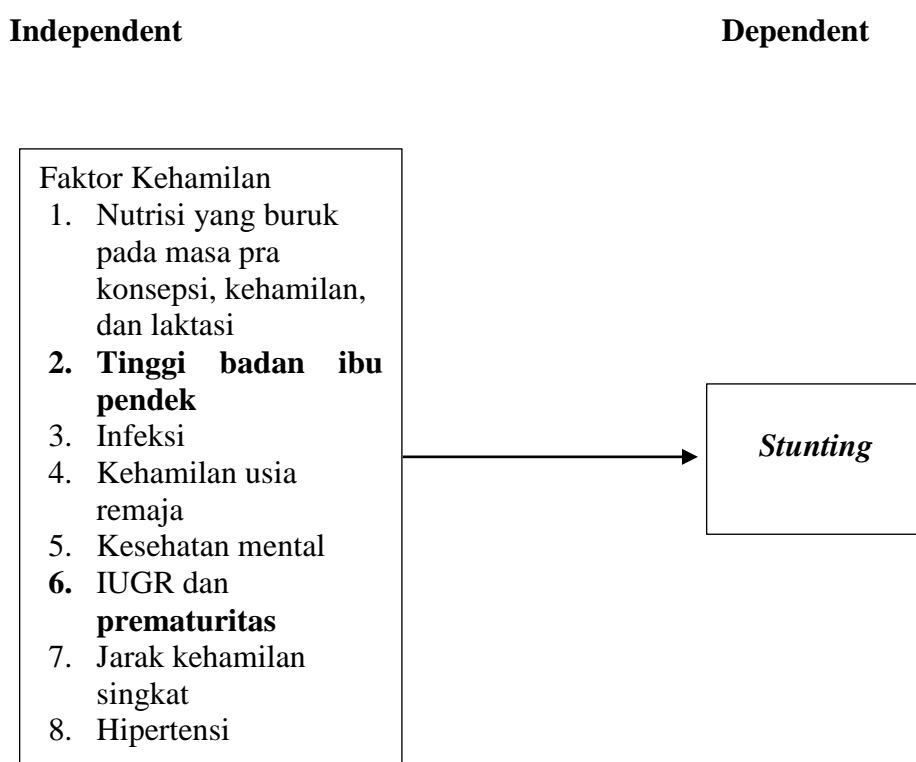 Independent Dependent
Faktor Kehamilan
1. Nutrisi yang buruk
pada masa pra
konsepsi, kehamilan,
dan laktasi
2. Tinggi badan ibu
pendek
3. Infeksi
4. Kehamilan usia
remaja
5. Kesehatan mental
6. IUGR dan
prematuritas
7. Jarak kehamilan
singkat
8. Hipertensi
Stunting